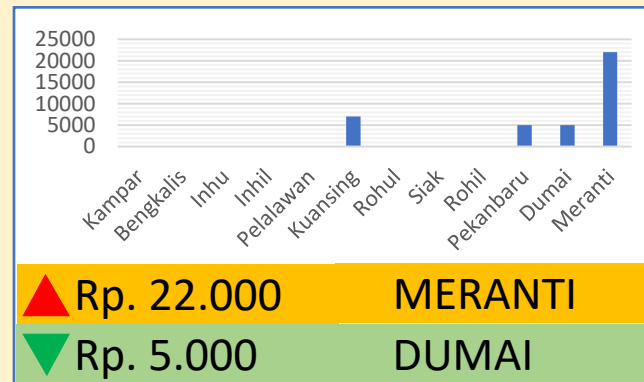 25000
20000
15000
10000
5000
0
Kampar
Bengkalis
Inhu
Inhil
Pelalawan
Kuansing
Rohul
Siak
Rohil
Pekanbaru
Dumai
Meranti
Rp. 22.000 MERANTI
Rp. 5.000 DUMAI